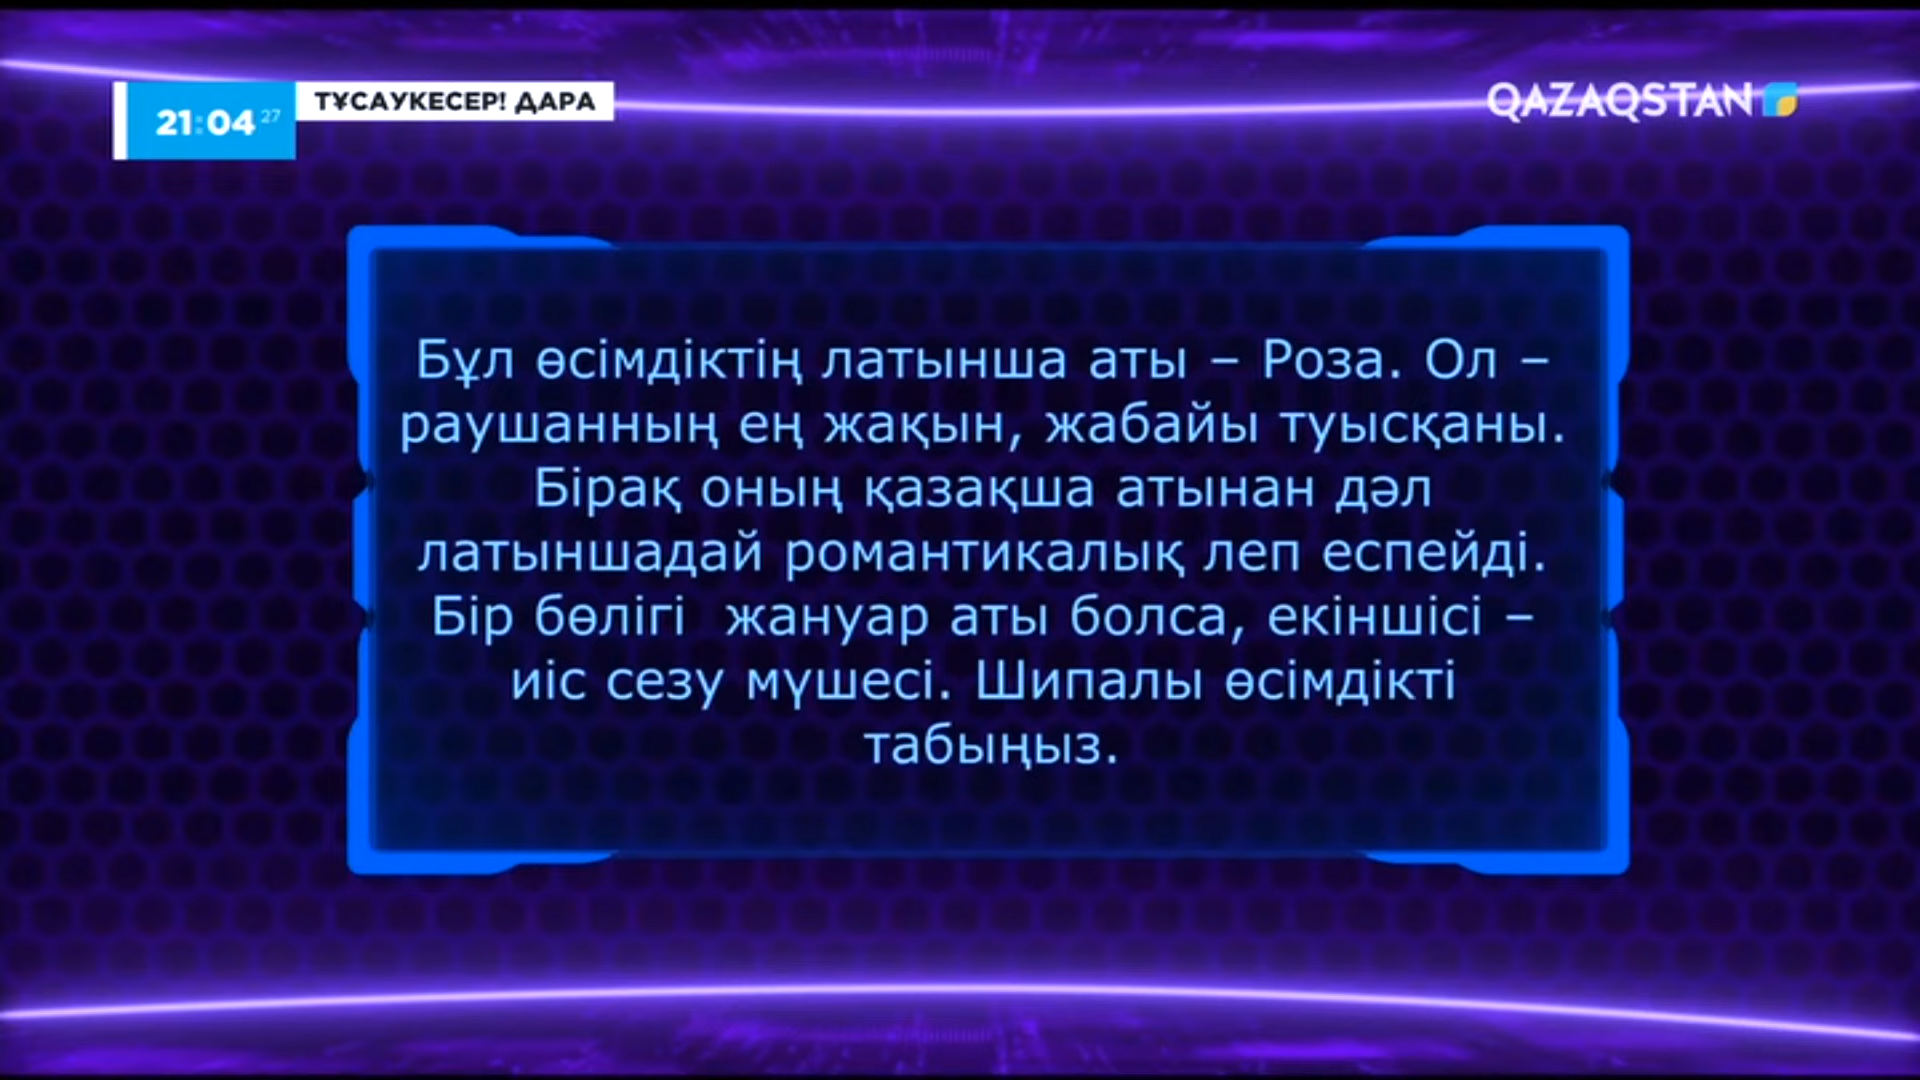 21:04 27
ТҰСАУКЕСЕР! ДАРА
QAZAQSTAN
Бұл өсімдіктің латынша аты – Роза. Ол –
раушанның ең жақын, жабайы туысқаны.
Бірақ оның қазақша атынан дәл
латыншадай романтикалық леп еспейді.
Бір бөлігі  жануар аты болса, екіншісі –
иіс сезу мүшесі. Шипалы өсімдікті
табыңыз.